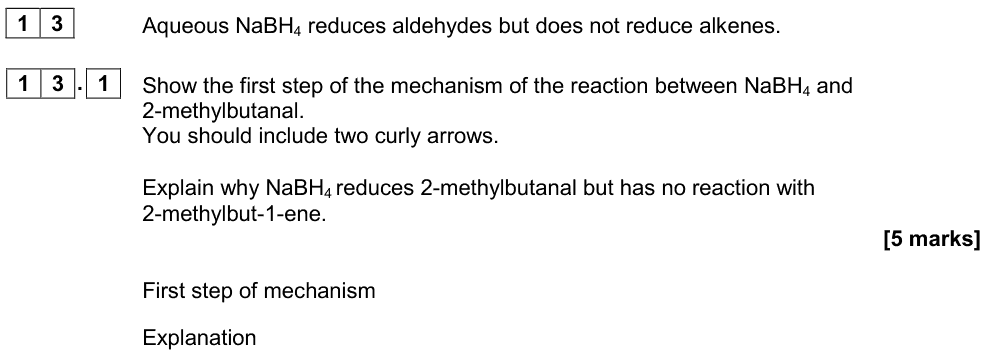 1 3 Aqueous NaBH₄ reduces aldehydes but does not reduce alkenes.
1 3 . 1 Show the first step of the mechanism of the reaction between NaBH₄ and
2-methylbutanal.
You should include two curly arrows.
Explain why NaBH₄ reduces 2-methylbutanal but has no reaction with
2-methylbut-1-ene.
[5 marks]
First step of mechanism
Explanation